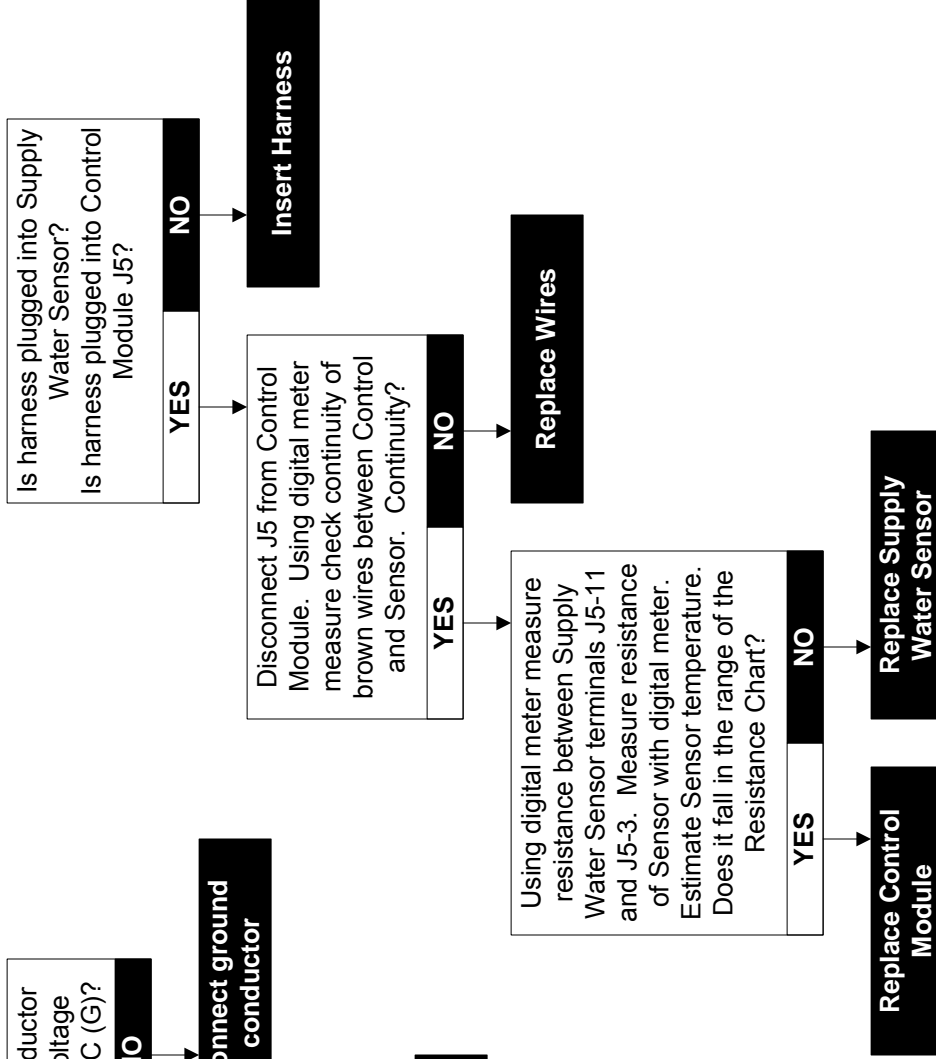 Is harness plugged into Supply
Water Sensor?
Is harness plugged into Control
Module J5?
YES
NO
Insert Harness
Disconnect J5 from Control
Module. Using digital meter
measure check continuity of
brown wires between Control
and Sensor. Continuity?
YES
NO
Replace Wires
Using digital meter measure
resistance between Supply
Water Sensor terminals J5-11
and J5-3. Measure resistance
of Sensor with digital meter.
Estimate Sensor temperature.
Does it fall in the range of the
Resistance Chart?
YES
NO
Replace Control
Module
Replace Supply
Water Sensor
ductor
oltage
C (G)?
onnect ground
conductor